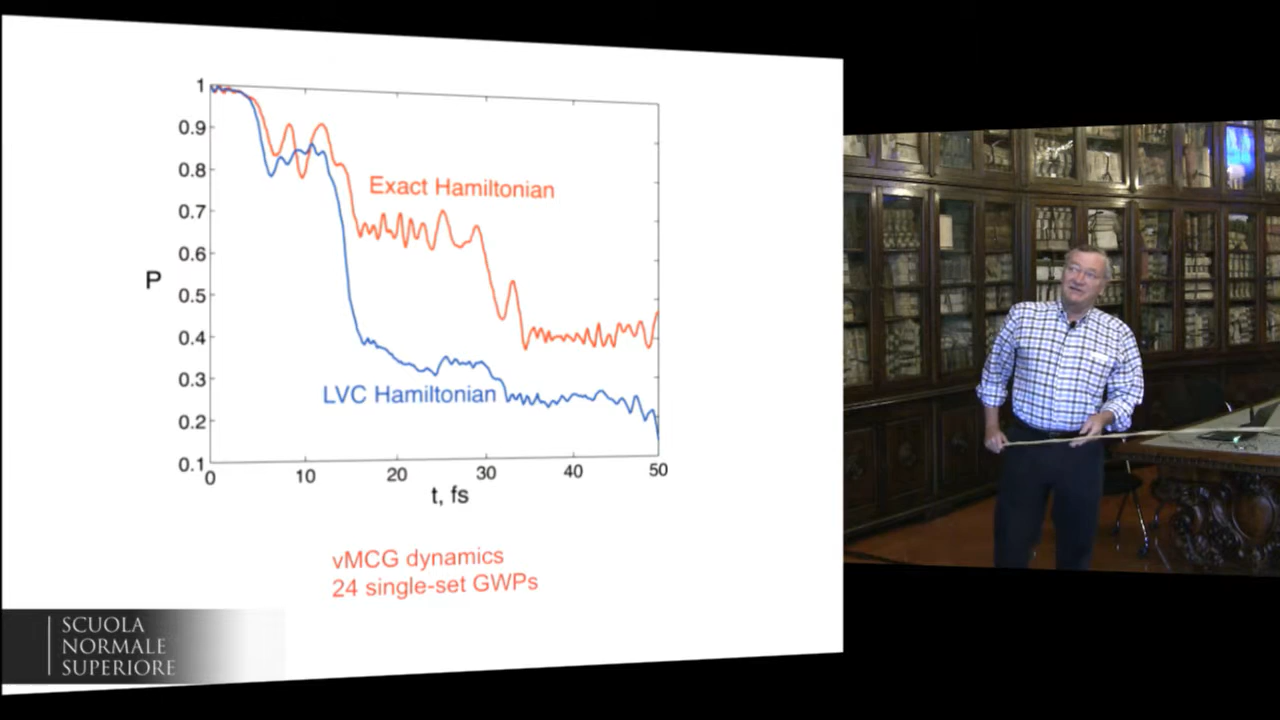 1
0.9
0.8
0.7
0.6
0.5
0.4
0.3
0.2
0.1
P
Exact Hamiltonian
LVC Hamiltonian
0 10 20 30 40 50
t, fs
vMCG dynamics
24 single-set GWPs
SCUOLA
NORMALE
SUPERIORE